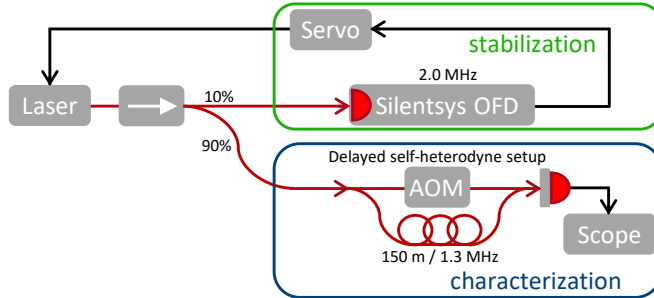 Servo
stabilization
2.0 MHz
Laser
10%
Silentsys OFD
90%
Delayed self-heterodyne setup
AOM
Scope
150 m / 1.3 MHz
characterization